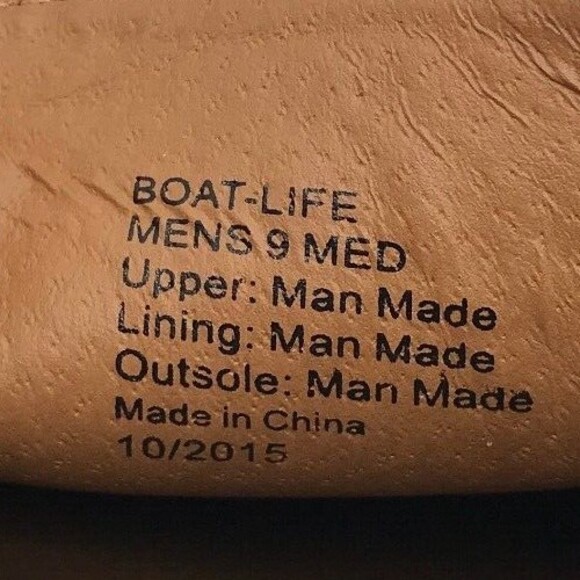 BOAT-LIFE
MENS 9 MED
Upper: Man Made
Lining: Man Made
Outsole: Man Made
Made in China
10/2015